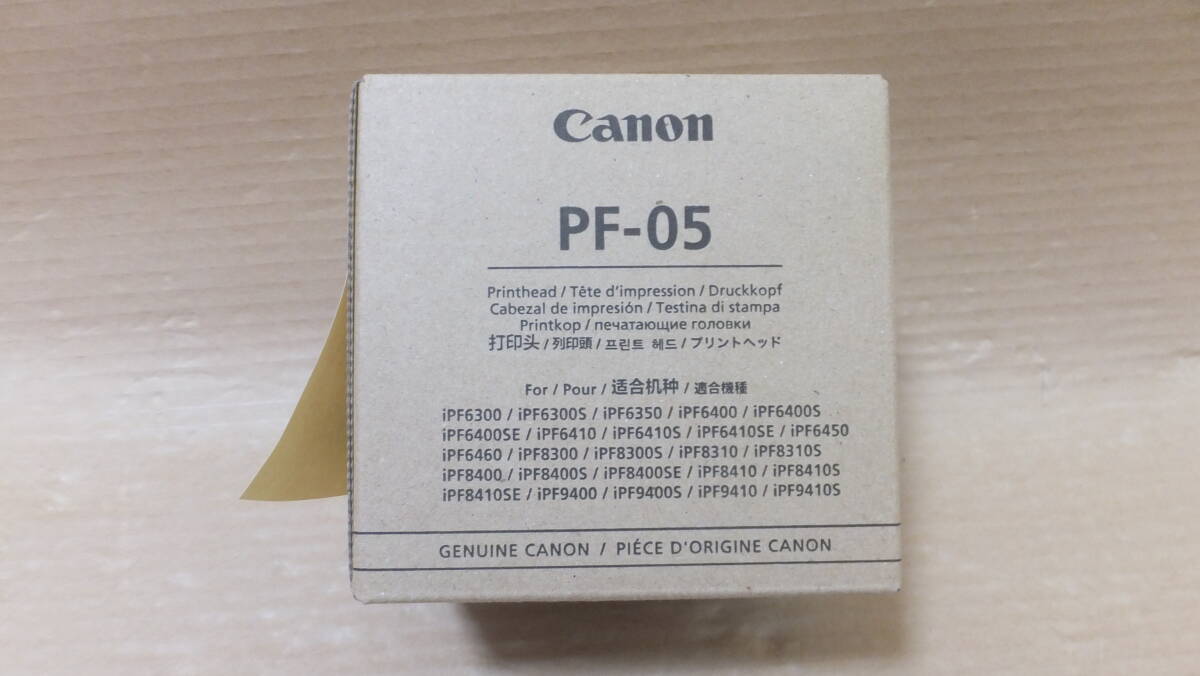 Canon
PF-05
Printhead / Tête d'impression / Druckkopf
Cabezal de impresión / Testina di stampa
Printkop / печатающие головки
打印头 / 列印頭 / 프린트 헤드 / プリントヘッド
For / Pour / 适合机种 / 適合機種
iPF6300 / iPF6300S / iPF6350 / iPF6400 / iPF6400S
iPF6400SE / iPF6410 / iPF6410S / iPF6410SE / iPF6450
iPF6460 / iPF8300 / iPF8300S / iPF8310 / iPF8310S
iPF8400 / iPF8400S / iPF8400SE / iPF8410 / iPF8410S
iPF8410SE / iPF9400 / iPF9400S / iPF9410 / iPF9410S
GENUINE CANON / PIÉCE D'ORIGINE CANON